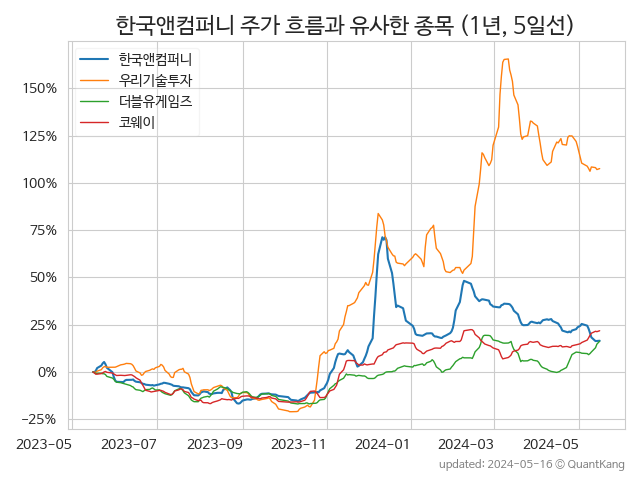 한국앤컴퍼니 주가 흐름과 유사한 종목 (1년, 5일선)
한국앤컴퍼니
우리기술투자
더블유게임즈
코웨이
150%
125%
100%
75%
50%
25%
0%
−25%
2023-05 2023-07 2023-09 2023-11 2024-01 2024-03 2024-05
updated: 2024-05-16 © QuantKang